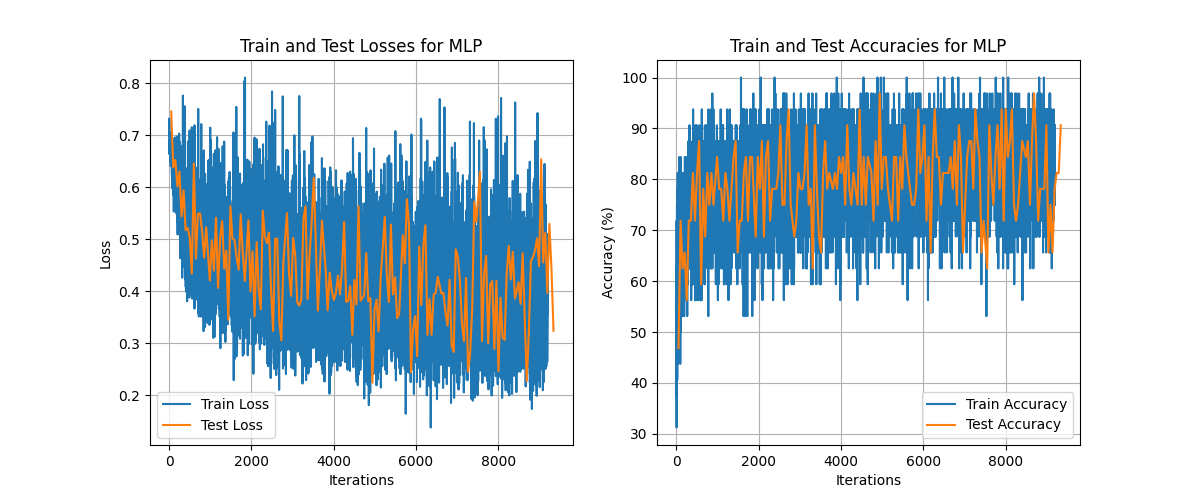 Train and Test Losses for MLP
Loss
0.8
0.7
0.6
0.5
0.4
0.3
0.2
Train Loss
Test Loss
0
2000
4000
6000
8000
Iterations
Train and Test Accuracies for MLP
Accuracy (%)
100
90
80
70
60
50
40
30
Train Accuracy
Test Accuracy
0
2000
4000
6000
8000
Iterations